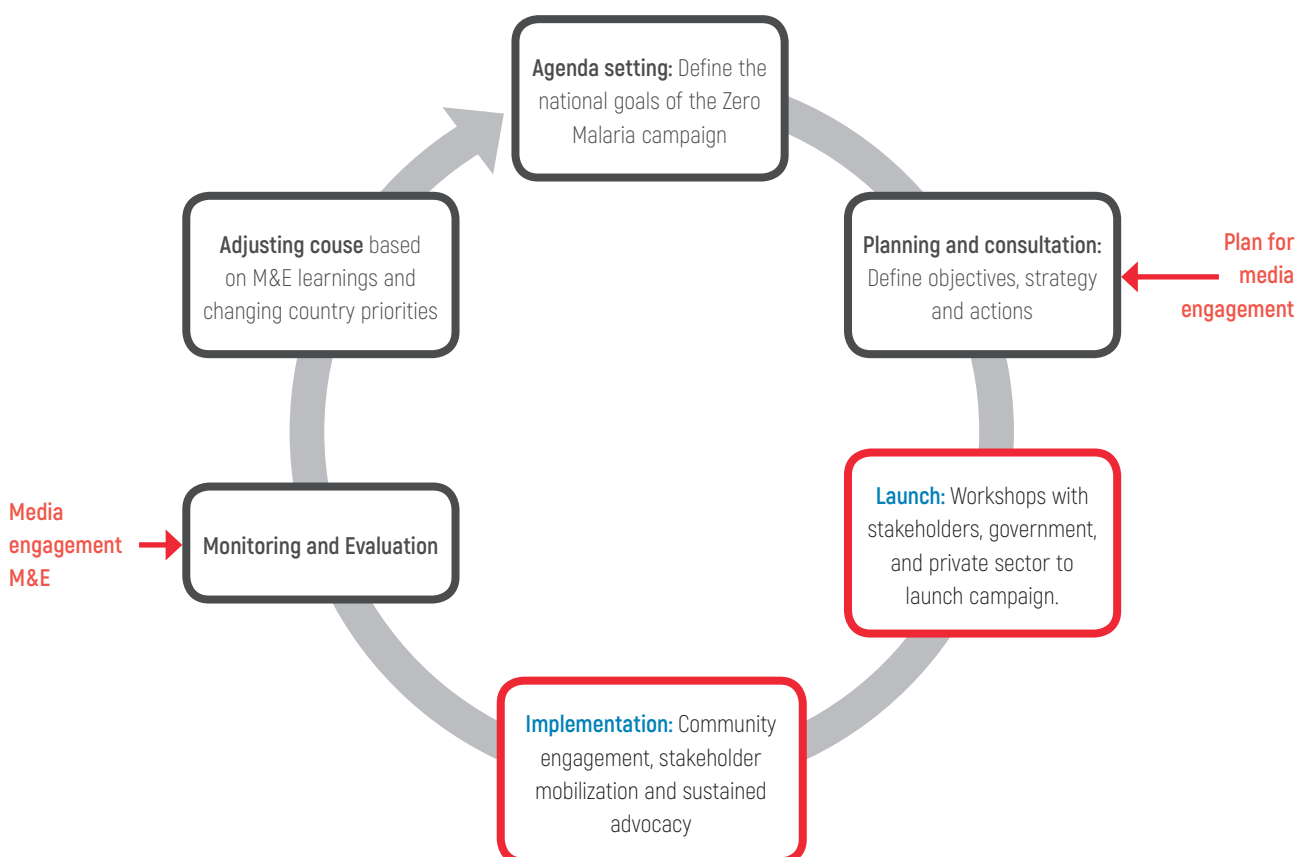 Agenda setting: Define the
national goals of the Zero
Malaria campaign
Planning and consultation:
Define objectives, strategy
and actions
Plan for
media
engagement
Launch: Workshops with
stakeholders, government,
and private sector to
launch campaign.
Implementation: Community
engagement, stakeholder
mobilization and sustained
advocacy
Media
engagement
M&E
Monitoring and Evaluation
Adjusting couse based
on M&E learnings and
changing country priorities